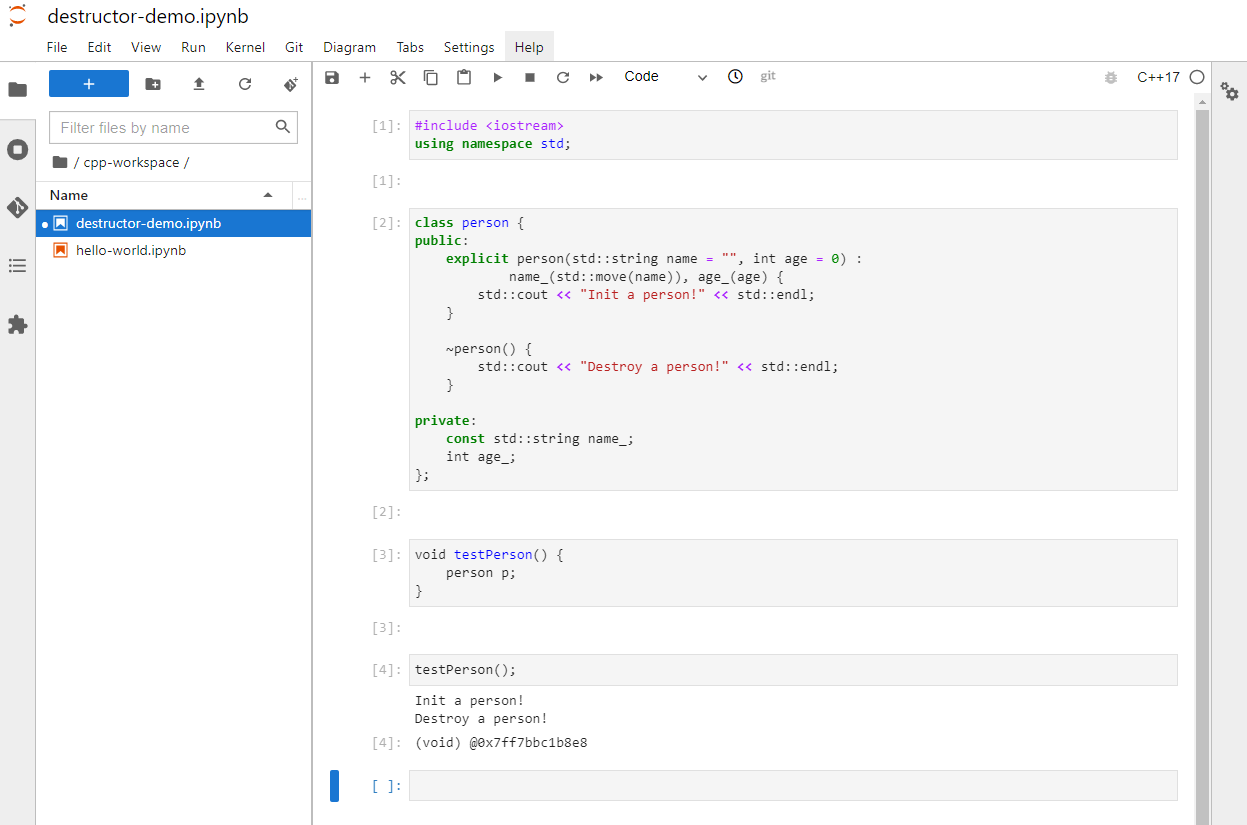 destructor-demo.ipynb
File Edit View Run Kernel Git Diagram Tabs Settings Help
Code
git
C++17
Filter files by name
/ cpp-workspace /
Name
...
destructor-demo.ipynb
hello-world.ipynb
[1]: #include <iostream>
using namespace std;
[1]:
[2]: class person {
public:
    explicit person(std::string name = "", int age = 0) :
            name_(std::move(name)), age_(age) {
        std::cout << "Init a person!" << std::endl;
    }
    ~person() {
        std::cout << "Destroy a person!" << std::endl;
    }
private:
    const std::string name_;
    int age_;
};
[2]:
[3]: void testPerson() {
    person p;
}
[3]:
[4]: testPerson();
Init a person!
Destroy a person!
[4]: (void) @0x7ff7bbc1b8e8
[ ]: